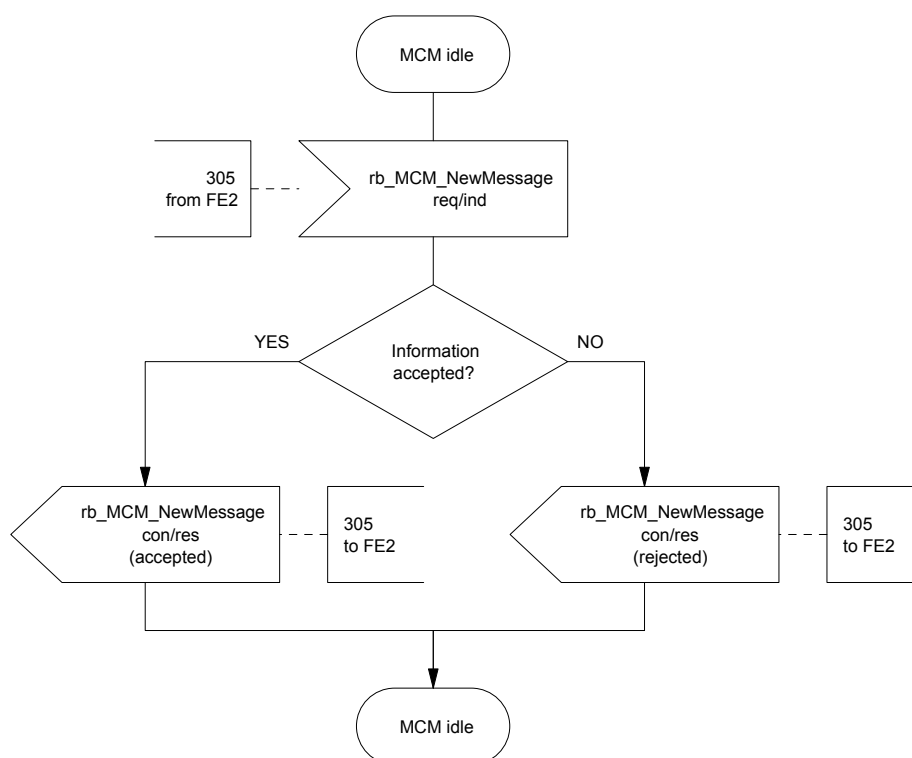 MCM idle
305
from FE2
rb_MCM_NewMessage
req/ind
YES
Information
accepted?
NO
rb_MCM_NewMessage
con/res
(accepted)
305
to FE2
rb_MCM_NewMessage
con/res
(rejected)
305
to FE2
MCM idle